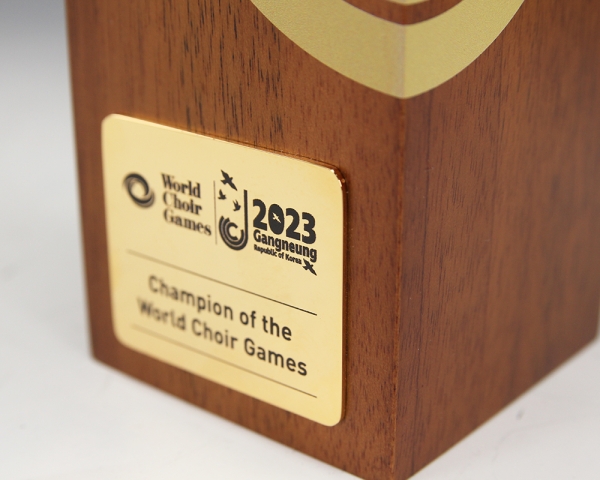 World
Choir
Games
2023
Gangneung
Republic of Korea
Champion of the
World Choir Games